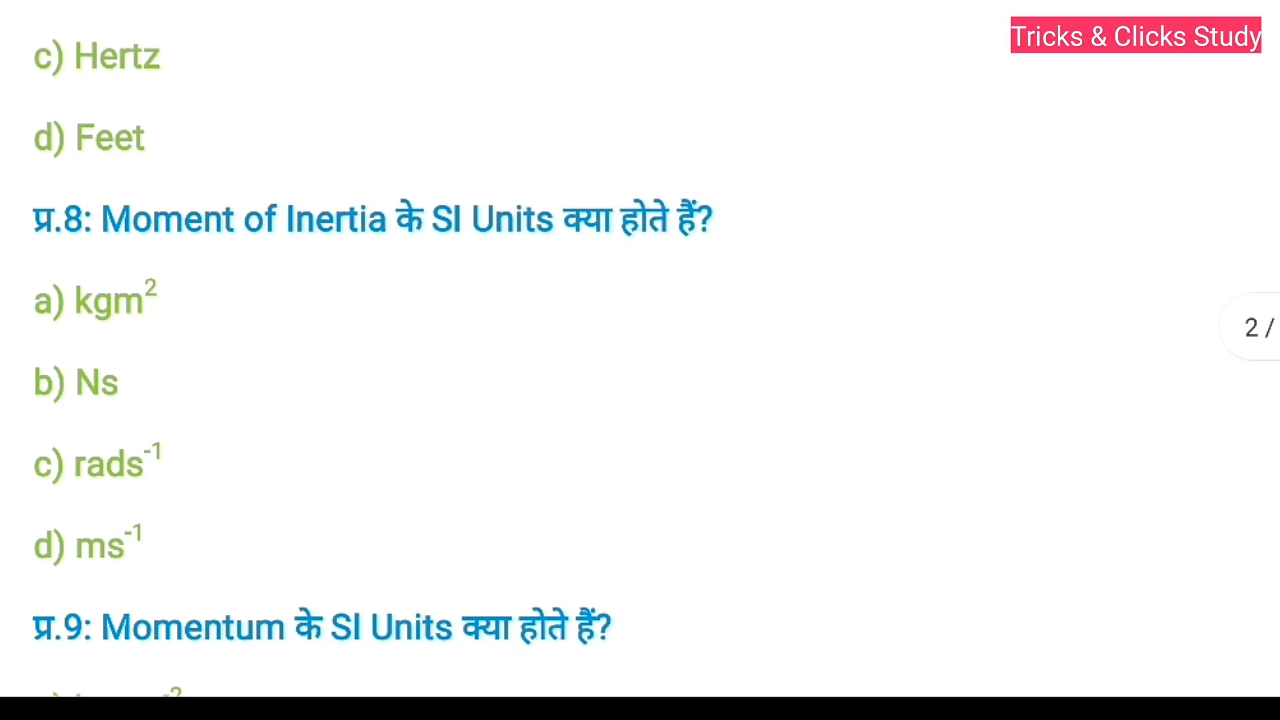 Tricks & Clicks Study
c) Hertz
d) Feet
प्र.8: Moment of Inertia के SI Units क्या होते हैं?
a) kgm²
b) Ns
c) rads⁻¹
d) ms⁻¹
2 /
प्र.9: Momentum के SI Units क्या होते हैं?